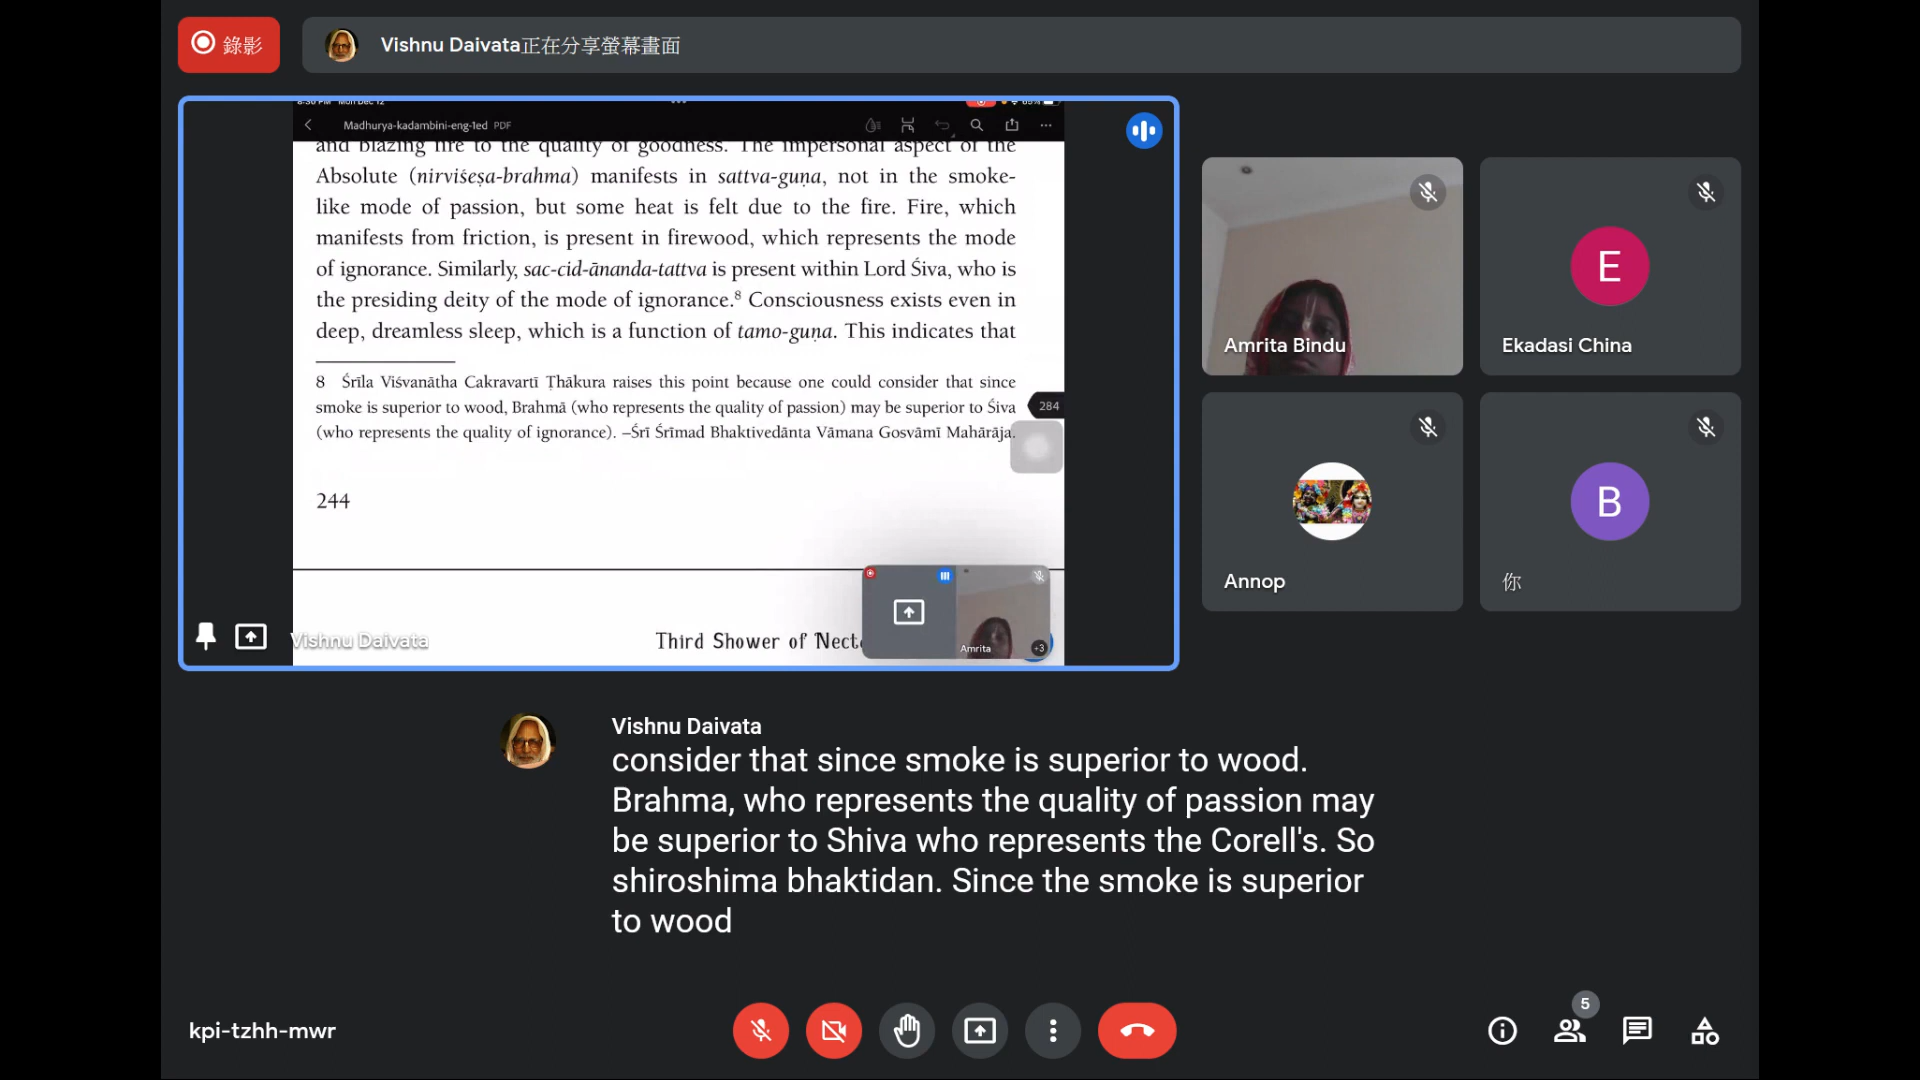 錄影
Vishnu Daivata正在分享螢幕畫面
8:30 PM Mon Dec 12
65%
Madhurya-kadambini-eng-1ed PDF
and blazing fire to the quality of goodness. The impersonal aspect of the
Absolute (nirviśeṣa-brahma) manifests in sattva-guṇa, not in the smoke-
like mode of passion, but some heat is felt due to the fire. Fire, which
manifests from friction, is present in firewood, which represents the mode
of ignorance. Similarly, sac-cid-ānanda-tattva is present within Lord Śiva, who is
the presiding deity of the mode of ignorance.⁸ Consciousness exists even in
deep, dreamless sleep, which is a function of tamo-guṇa. This indicates that
8 Śrīla Viśvanātha Cakravartī Ṭhākura raises this point because one could consider that since
smoke is superior to wood, Brahmā (who represents the quality of passion) may be superior to Śiva
(who represents the quality of ignorance). –Śrī Śrīmad Bhaktivedānta Vāmana Gosvāmī Mahārāja.
284
244
Third Shower of Necta
Amrita
+3
Vishnu Daivata
Amrita Bindu
E
Ekadasi China
Annop
B
你
Vishnu Daivata
consider that since smoke is superior to wood.
Brahma, who represents the quality of passion may
be superior to Shiva who represents the Corell's. So
shiroshima bhaktidan. Since the smoke is superior
to wood
kpi-tzhh-mwr
5